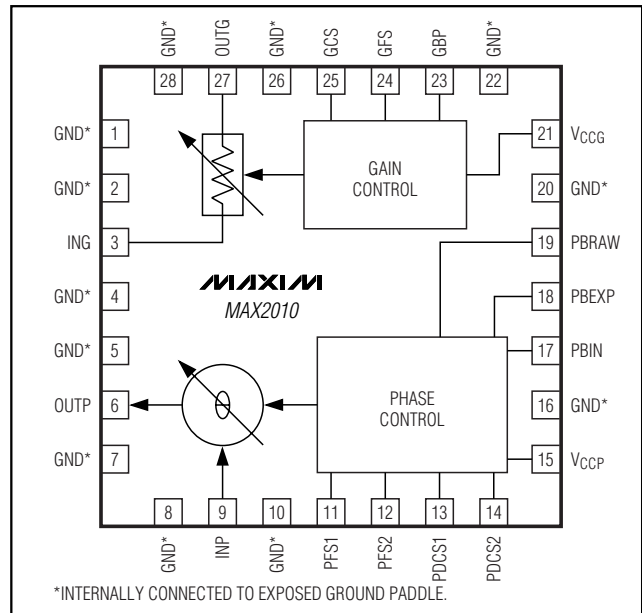 GND*
OUTG
GND*
GCS
GFS
GBP
GND*
28
27
26
25
24
23
22
GND*
1
GND*
2
ING
3
GND*
4
GND*
5
OUTP
6
GND*
7
GAIN
CONTROL
21
VCCG
20
GND*
19
PBRAW
18
PBEXP
17
PBIN
16
GND*
15
VCCP
MAXIM
MAX2010
θ
PHASE
CONTROL
8
9
10
11
12
13
14
GND*
INP
GND*
PFS1
PFS2
PDCS1
PDCS2
*INTERNALLY CONNECTED TO EXPOSED GROUND PADDLE.